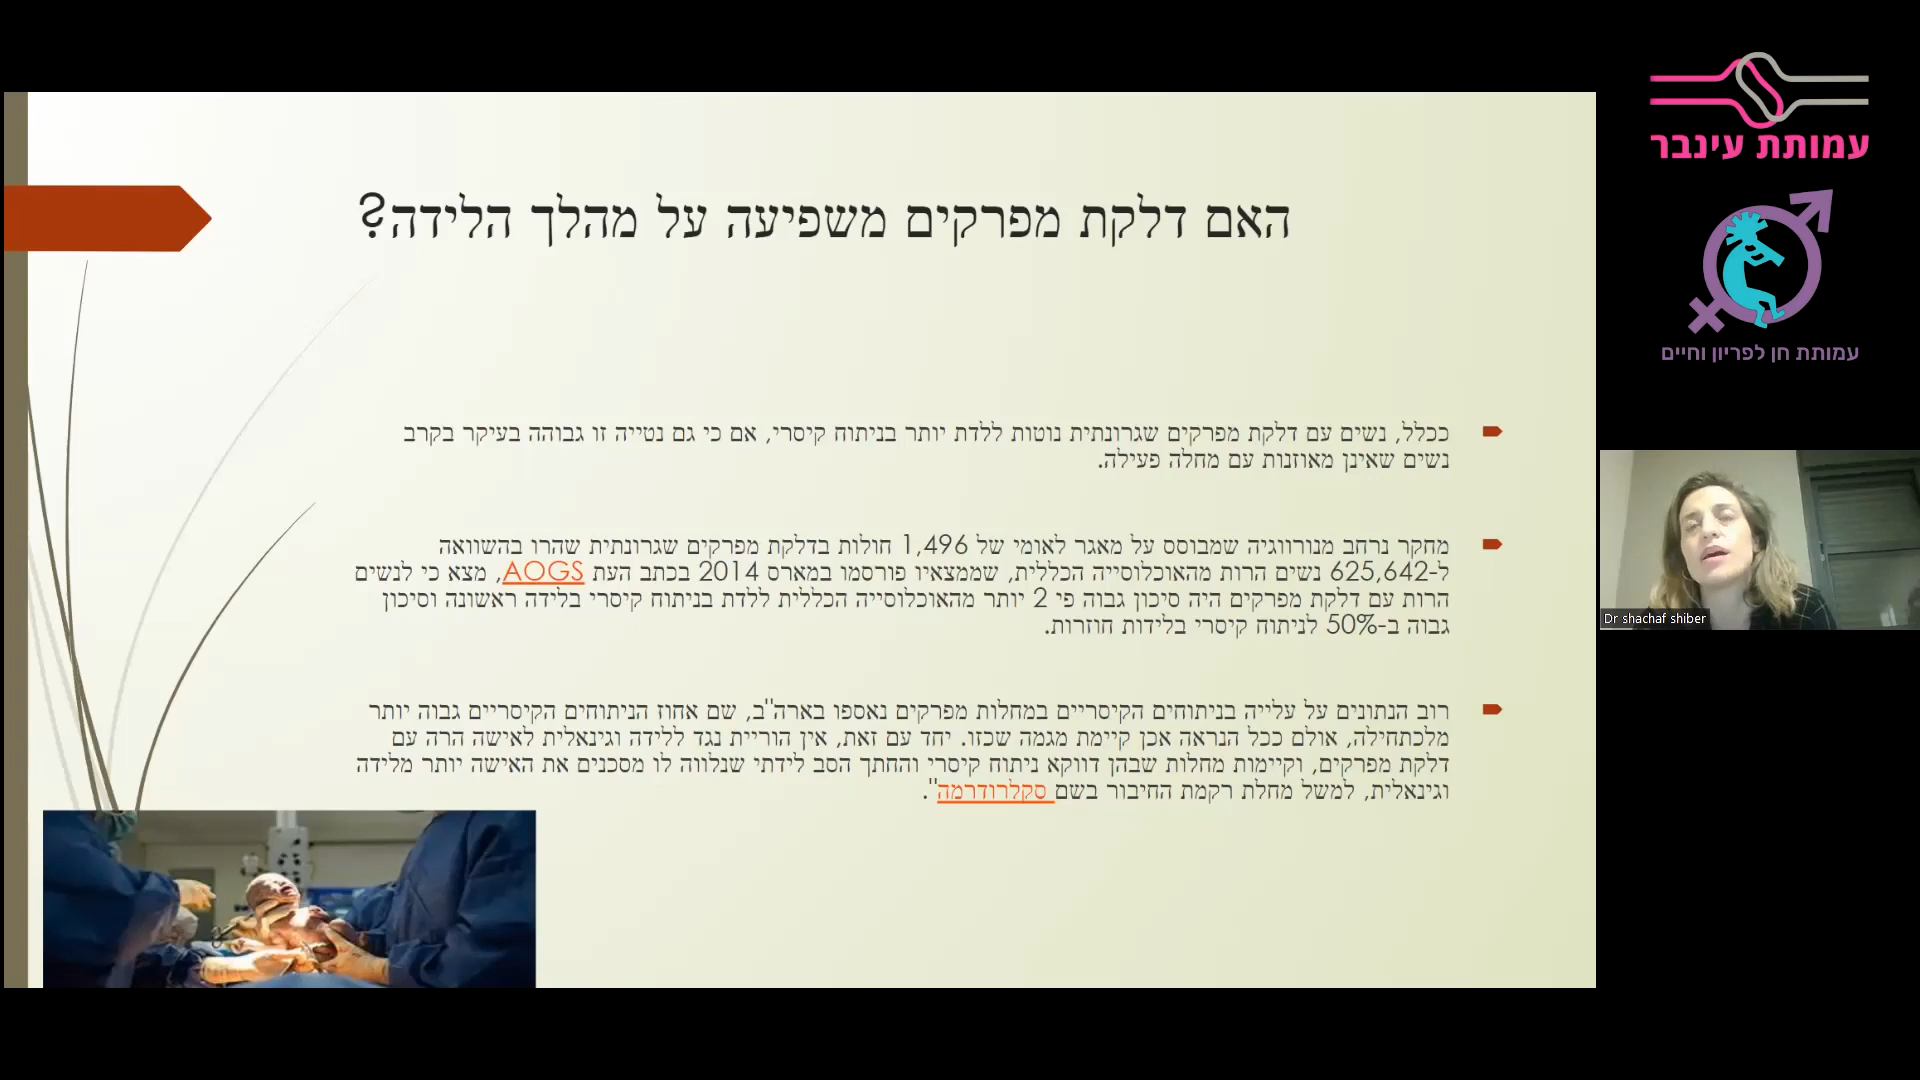 האם דלקת מפרקים משפיעה על מהלך הלידה?
ככלל, נשים עם דלקת מפרקים שגרונתית נוטות ללדת יותר בניתוח קיסרי, אם כי גם נטייה זו גבוהה בעיקר בקרב
נשים שאינן מאוזנות עם מחלה פעילה.
מחקר נרחב מנורווגיה שמבוסס על מאגר לאומי של 1,496 חולות בדלקת מפרקים שגרונתית שהרו בהשוואה
ל-625,642 נשים הרות מהאוכלוסייה הכללית, שממצאיו פורסמו במארס 2014 בכתב העת AOGS, מצא כי לנשים
הרות עם דלקת מפרקים היה סיכון גבוה פי 2 יותר מהאוכלוסייה הכללית ללדת בניתוח קיסרי בלידה ראשונה וסיכון
גבוה ב-50% לניתוח קיסרי בלידות חוזרות.
רוב הנתונים על עלייה בניתוחים הקיסריים במחלות מפרקים נאספו בארה"ב, שם אחוז הניתוחים הקיסריים גבוה יותר
מלכתחילה, אולם ככל הנראה אכן קיימת מגמה שכזו. יחד עם זאת, אין הוריית נגד ללידה וגינאלית לאישה הרה עם
דלקת מפרקים, וקיימות מחלות שבהן דווקא ניתוח קיסרי והחתך הסב לידתי שנלווה לו מסכנים את האישה יותר מלידה
וגינאלית, למשל מחלת רקמת החיבור בשם סקלרודרמה".
עמותת עינבר
עמותת חן לפריון וחיים
Dr shachaf shiber